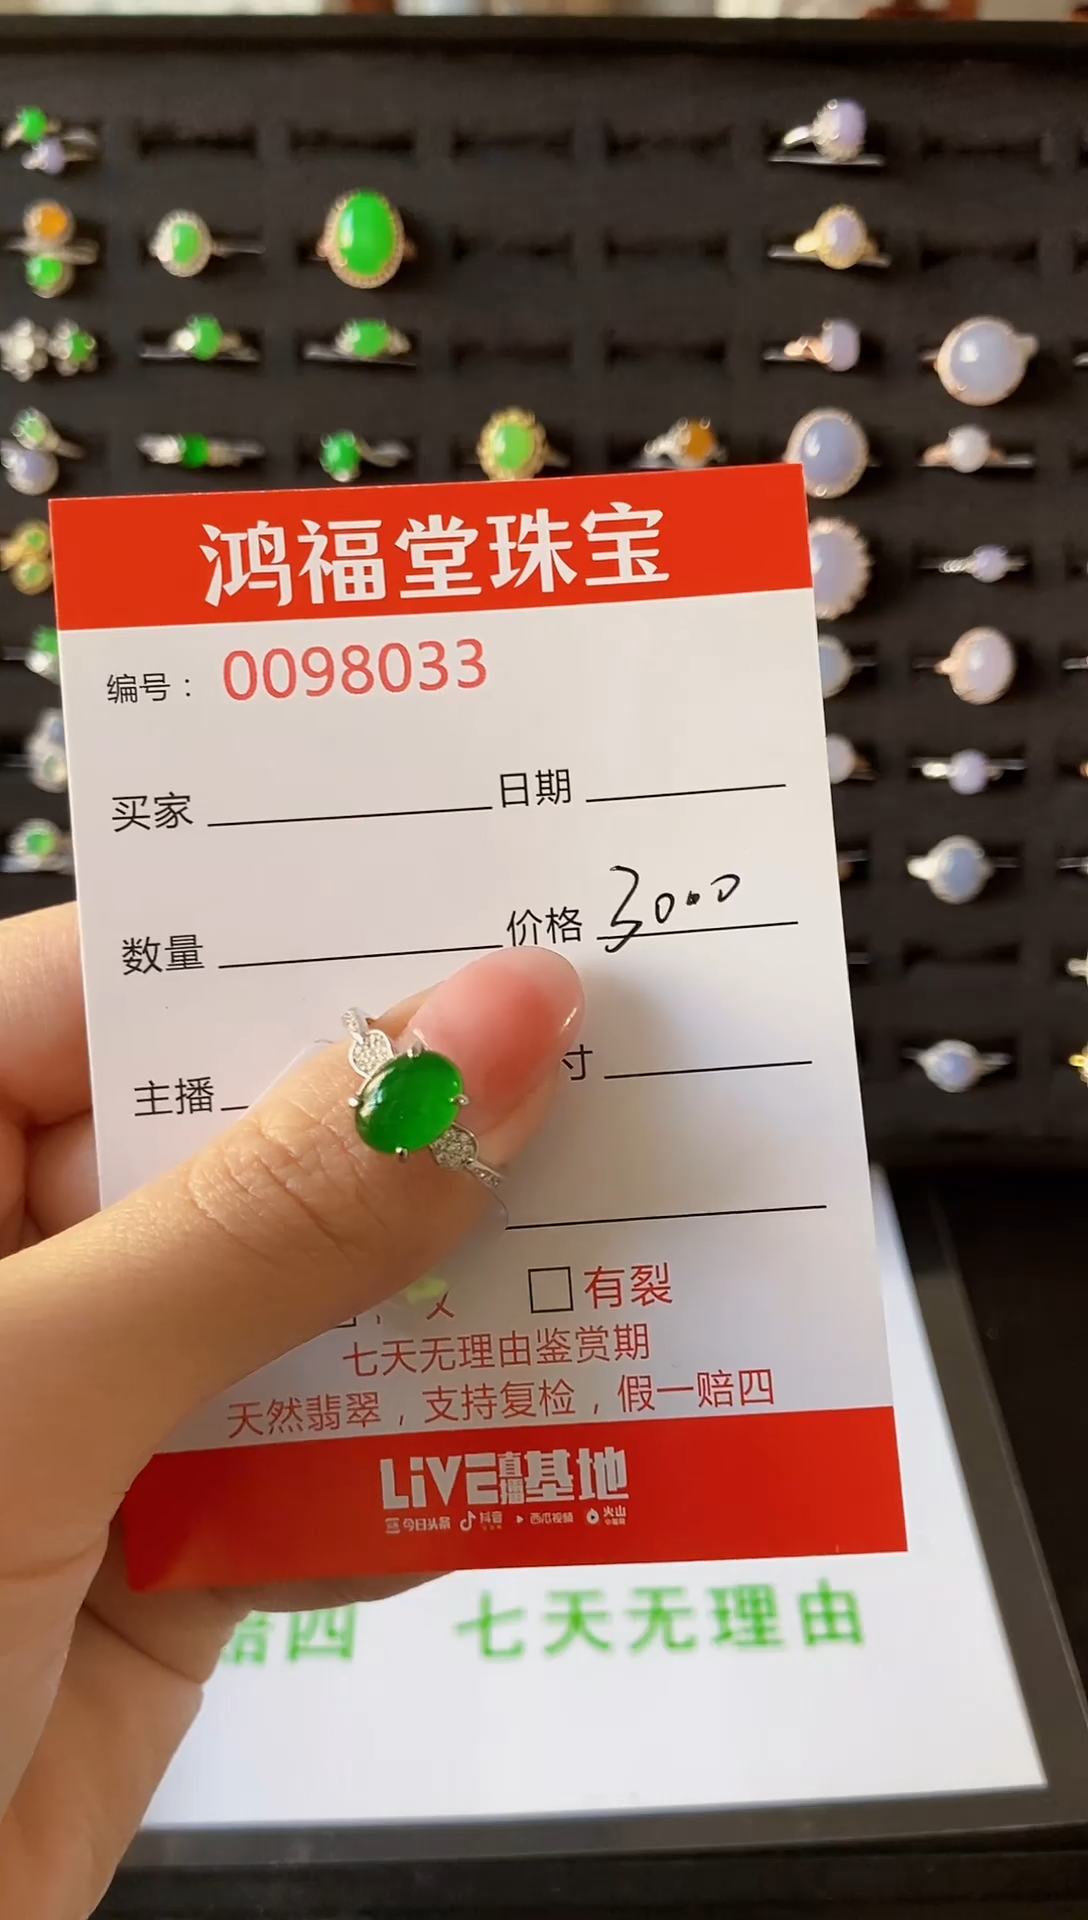 鸿福堂珠宝
编号：0098033
买家 日期
数量 价格 3000
主播 寸
有裂
七天无理由鉴赏期
天然翡翠，支持复检，假一赔四
LiVE直播基地
今日头条 抖音 西瓜视频 火山
赔四 七天无理由